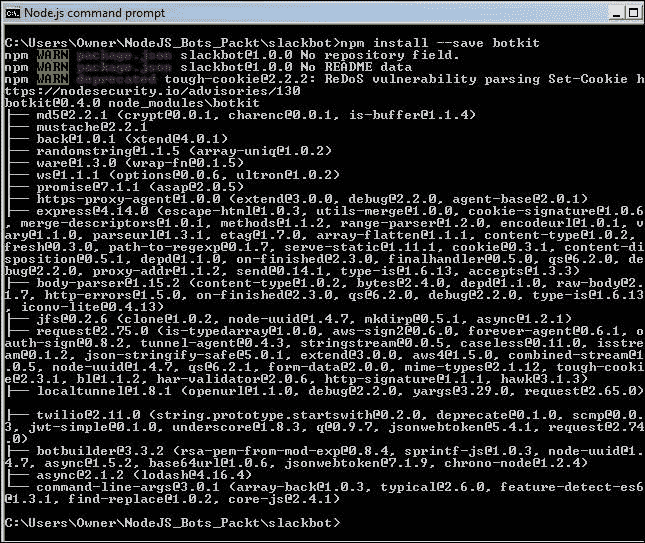 Node.js command prompt
C:\Users\Owner\NodeJS_Bots_Packt\slackbot>npm install --save botkit
npm WARN package.json slackbot@1.0.0 No repository field.
npm WARN package.json slackbot@1.0.0 No README data
npm WARN deprecated tough-cookie@2.2.2: ReDoS vulnerability parsing Set-Cookie h
ttps://nodesecurity.io/advisories/130
botkit@0.4.0 node_modules\botkit
├── md5@2.2.1 (crypt@0.0.1, charenc@0.0.1, is-buffer@1.1.4)
├── mustache@2.2.1
├── back@1.0.1 (xtend@4.0.1)
├── randomstring@1.1.5 (array-uniq@1.0.2)
├── ware@1.3.0 (wrap-fn@0.1.5)
├── ws@1.1.1 (options@0.0.6, ultron@1.0.2)
├── promise@7.1.1 (asap@2.0.5)
├── https-proxy-agent@1.0.0 (extend@3.0.0, debug@2.2.0, agent-base@2.0.1)
├── express@4.14.0 (escape-html@1.0.3, utils-merge@1.0.0, cookie-signature@1.0.6
, merge-descriptors@1.0.1, methods@1.1.2, range-parser@1.2.0, encodeurl@1.0.1, v
ary@1.1.0, parseurl@1.3.1, etag@1.7.0, array-flatten@1.1.1, content-type@1.0.2,
fresh@0.3.0, path-to-regexp@0.1.7, serve-static@1.11.1, cookie@0.3.1, content-di
sposition@0.5.1, depd@1.1.0, on-finished@2.3.0, finalhandler@0.5.0, qs@6.2.0, de
bug@2.2.0, proxy-addr@1.1.2, send@0.14.1, type-is@1.6.13, accepts@1.3.3)
├── body-parser@1.15.2 (content-type@1.0.2, bytes@2.4.0, depd@1.1.0, raw-body@2.
1.7, http-errors@1.5.0, on-finished@2.3.0, qs@6.2.0, debug@2.2.0, type-is@1.6.13
, iconv-lite@0.4.13)
├── jfs@0.2.6 (clone@1.0.2, node-uuid@1.4.7, mkdirp@0.5.1, async@1.2.1)
├── request@2.75.0 (is-typedarray@1.0.0, aws-sign2@0.6.0, forever-agent@0.6.1, o
auth-sign@0.8.2, tunnel-agent@0.4.3, stringstream@0.0.5, caseless@0.11.0, isstre
am@0.1.2, json-stringify-safe@5.0.1, extend@3.0.0, aws4@1.5.0, combined-stream@1
.0.5, node-uuid@1.4.7, qs@6.2.1, form-data@2.0.0, mime-types@2.1.12, tough-cooki
e@2.3.1, bl@1.1.2, har-validator@2.0.6, http-signature@1.1.1, hawk@3.1.3)
├── localtunnel@1.8.1 (openurl@1.1.0, debug@2.2.0, yargs@3.29.0, request@2.65.0)
├── twilio@2.11.0 (string.prototype.startswith@0.2.0, deprecate@0.1.0, scmp@0.0.
3, jwt-simple@0.1.0, underscore@1.8.3, q@0.9.7, jsonwebtoken@5.4.1, request@2.74
.0)
├── botbuilder@3.3.2 (rsa-pem-from-mod-exp@0.8.4, sprintf-js@1.0.3, node-uuid@1.
4.7, async@1.5.2, base64url@1.0.6, jsonwebtoken@7.1.9, chrono-node@1.2.4)
├── async@2.1.2 (lodash@4.16.4)
└── command-line-args@3.0.1 (array-back@1.0.3, typical@2.6.0, feature-detect-es6
@1.3.1, find-replace@1.0.2, core-js@2.4.1)
C:\Users\Owner\NodeJS_Bots_Packt\slackbot>